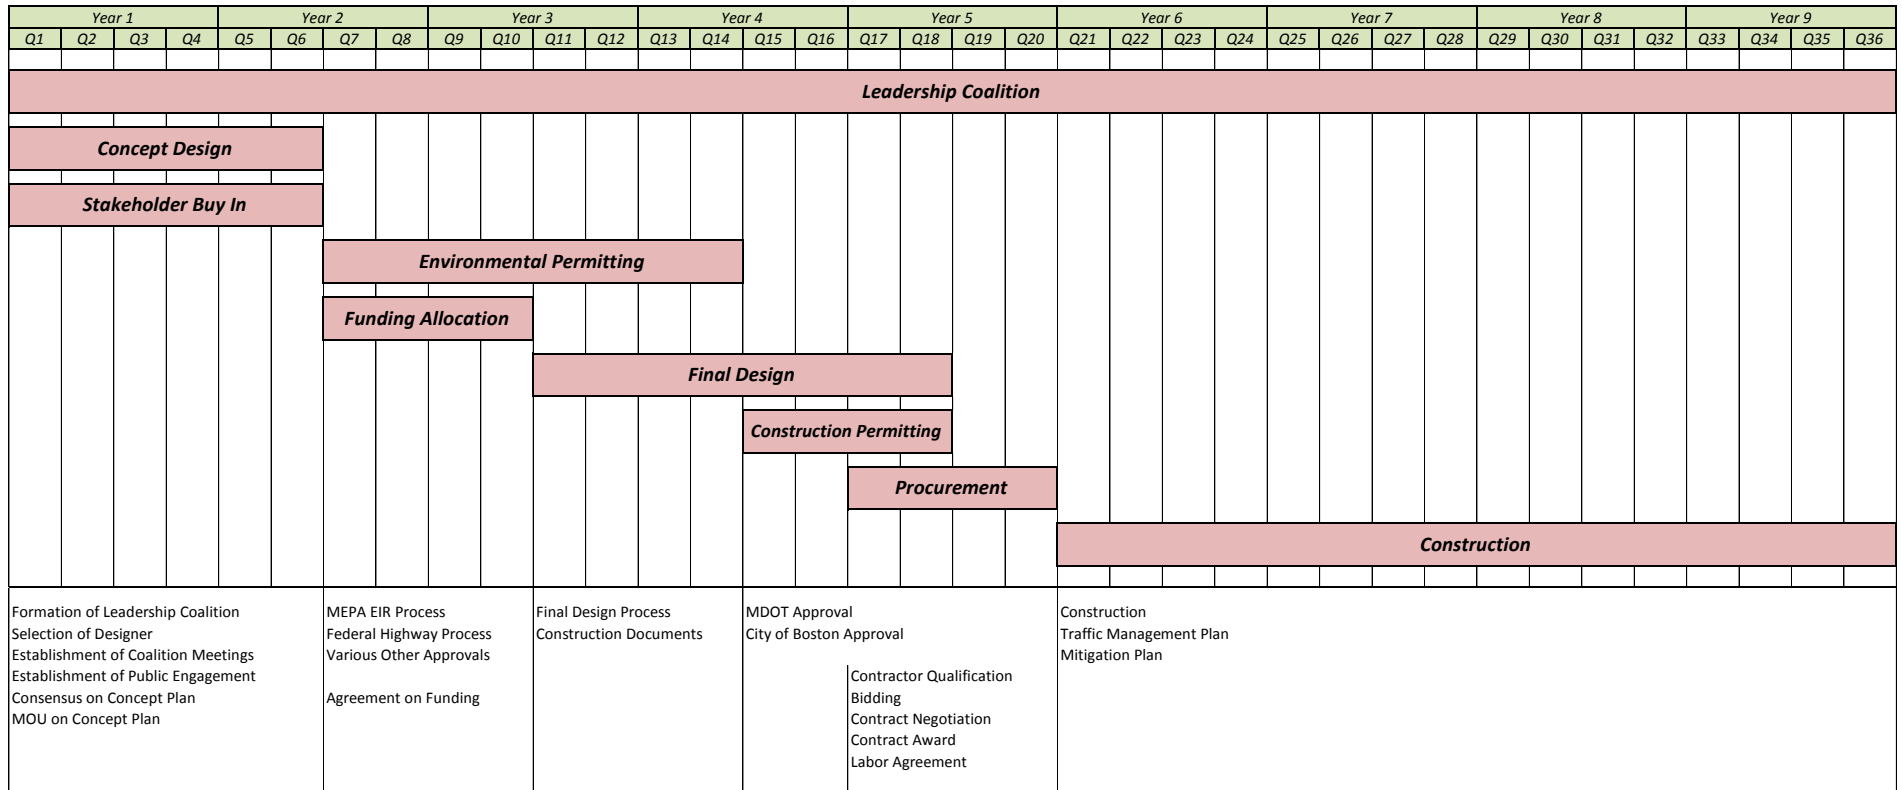 Year 1 Year 2 Year 3 Year 4 Year 5 Year 6 Year 7 Year 8 Year 9
Q1 Q2 Q3 Q4 Q5 Q6 Q7 Q8 Q9 Q10 Q11 Q12 Q13 Q14 Q15 Q16 Q17 Q18 Q19 Q20 Q21 Q22 Q23 Q24 Q25 Q26 Q27 Q28 Q29 Q30 Q31 Q32 Q33 Q34 Q35 Q36
Leadership Coalition
Concept Design
Stakeholder Buy In
Environmental Permitting
Funding Allocation
Final Design
Construction Permitting
Procurement
Construction
Formation of Leadership Coalition
Selection of Designer
Establishment of Coalition Meetings
Establishment of Public Engagement
Consensus on Concept Plan
MOU on Concept Plan
MEPA EIR Process
Federal Highway Process
Various Other Approvals
Agreement on Funding
Final Design Process
Construction Documents
MDOT Approval
City of Boston Approval
Contractor Qualification
Bidding
Contract Negotiation
Contract Award
Labor Agreement
Construction
Traffic Management Plan
Mitigation Plan